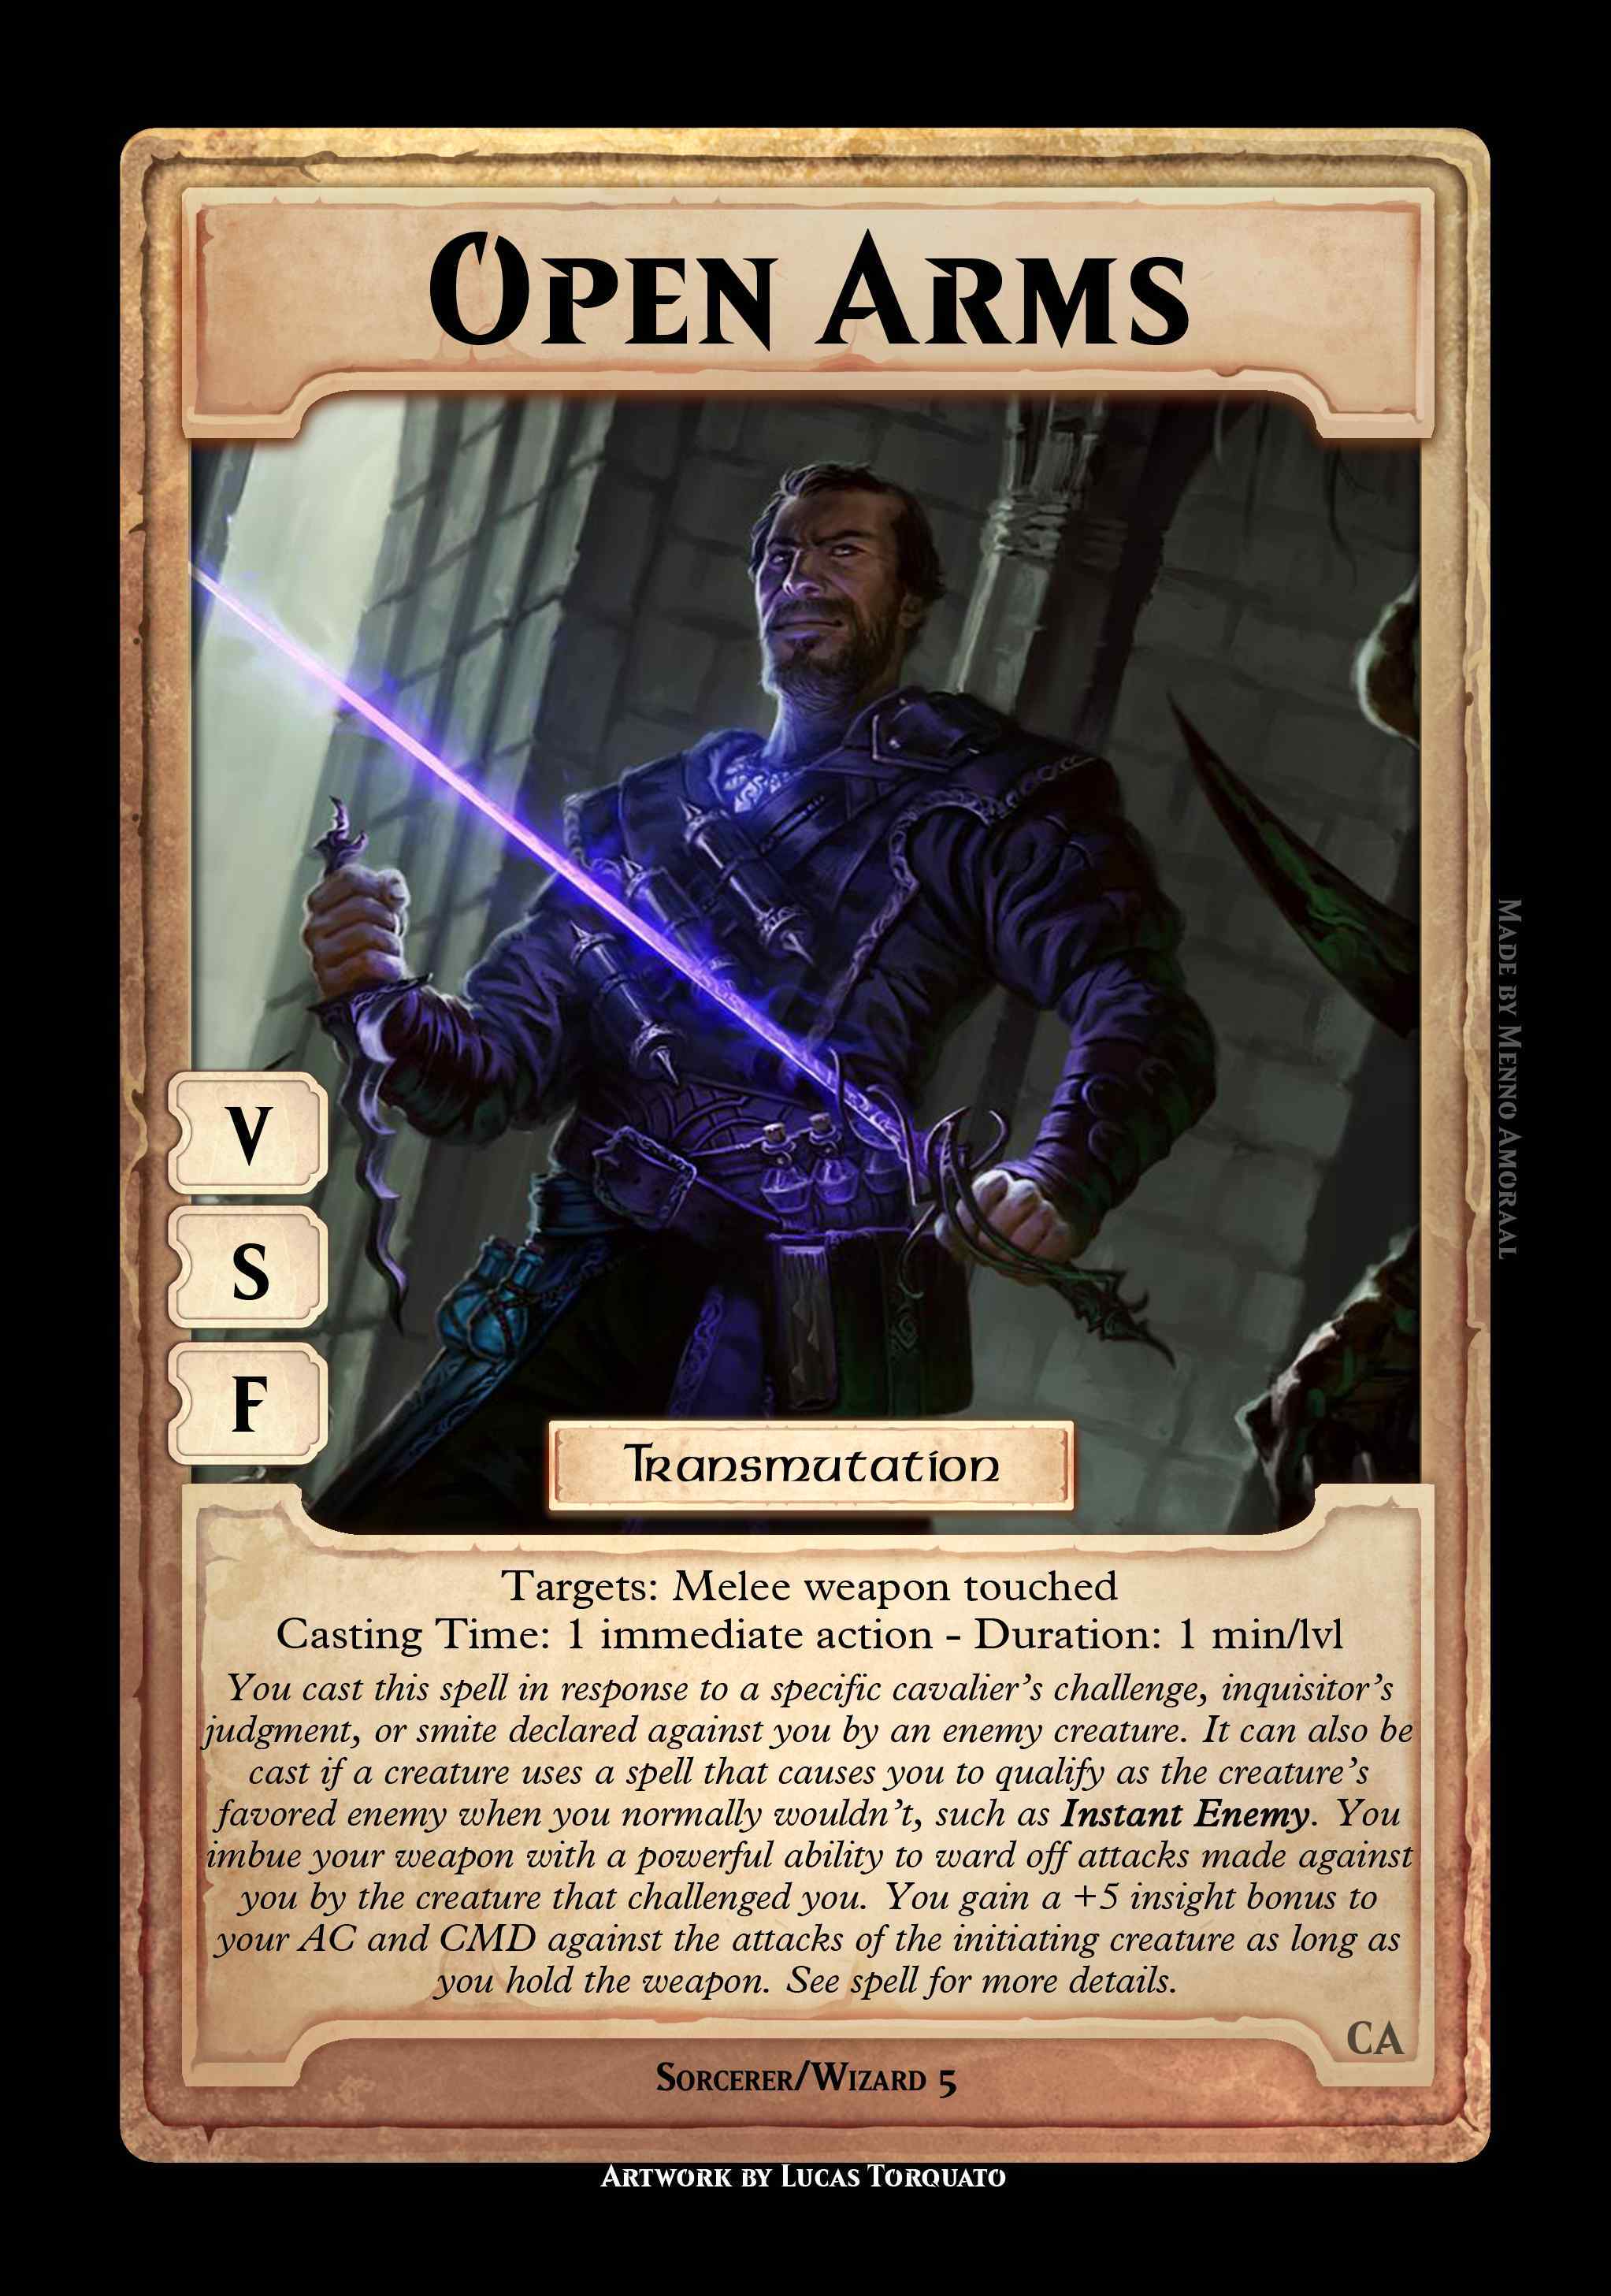 Open Arms
V
S
F
Transmutation
Targets: Melee weapon touched
Casting Time: 1 immediate action - Duration: 1 min/lvl
You cast this spell in response to a specific cavalier's challenge, inquisitor's
judgment, or smite declared against you by an enemy creature. It can also be
cast if a creature uses a spell that causes you to qualify as the creature's
favored enemy when you normally wouldn't, such as Instant Enemy. You
imbue your weapon with a powerful ability to ward off attacks made against
you by the creature that challenged you. You gain a +5 insight bonus to
your AC and CMD against the attacks of the initiating creature as long as
you hold the weapon. See spell for more details.
CA
Sorcerer/Wizard 5
Artwork by Lucas Torquato
Made by Menno Amoraal